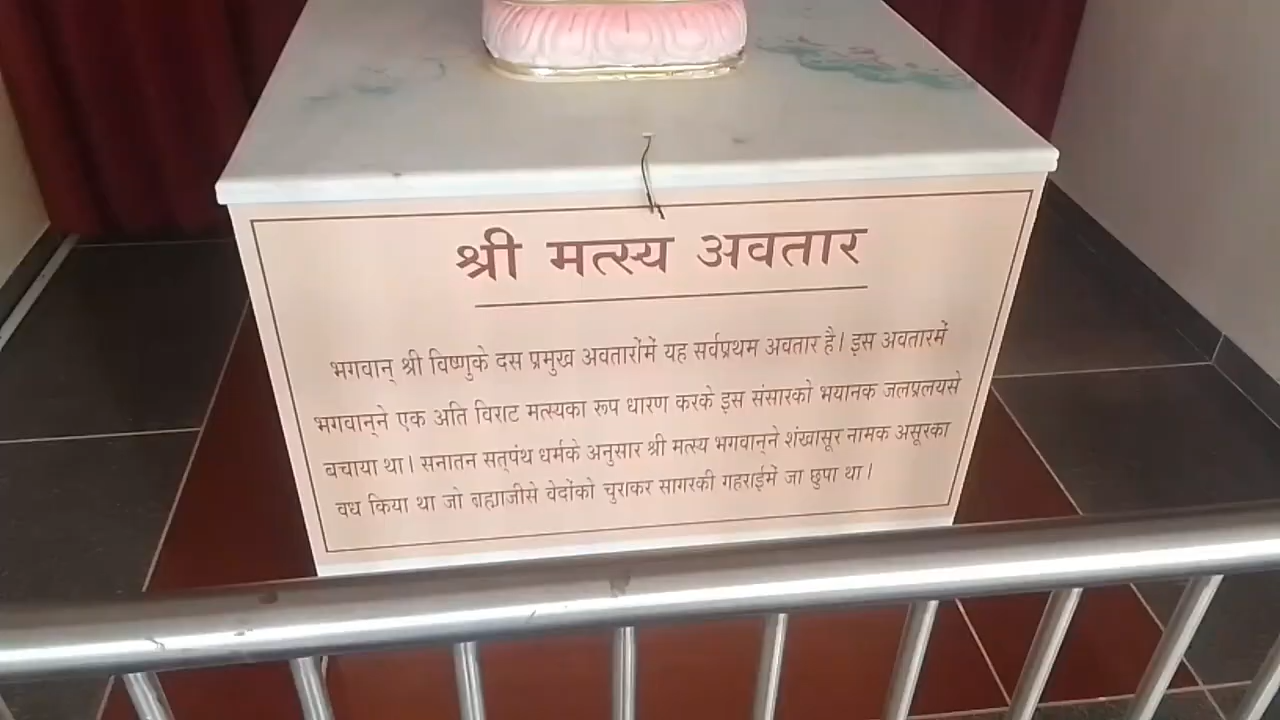 श्री मत्स्य अवतार
भगवान् श्री विष्णुके दस प्रमुख अवतारोंमें यह सर्वप्रथम अवतार है। इस अवतारमें
भगवान्‌ने एक अति विराट मत्स्यका रूप धारण करके इस संसारको भयानक जलप्रलयसे
बचाया था। सनातन सत्‌पंथ धर्मके अनुसार श्री मत्स्य भगवान्‌ने शंखासूर नामक असूरका
वध किया था जो ब्रह्माजीसे वेदोंको चुराकर सागरकी गहराईमें जा छुपा था।